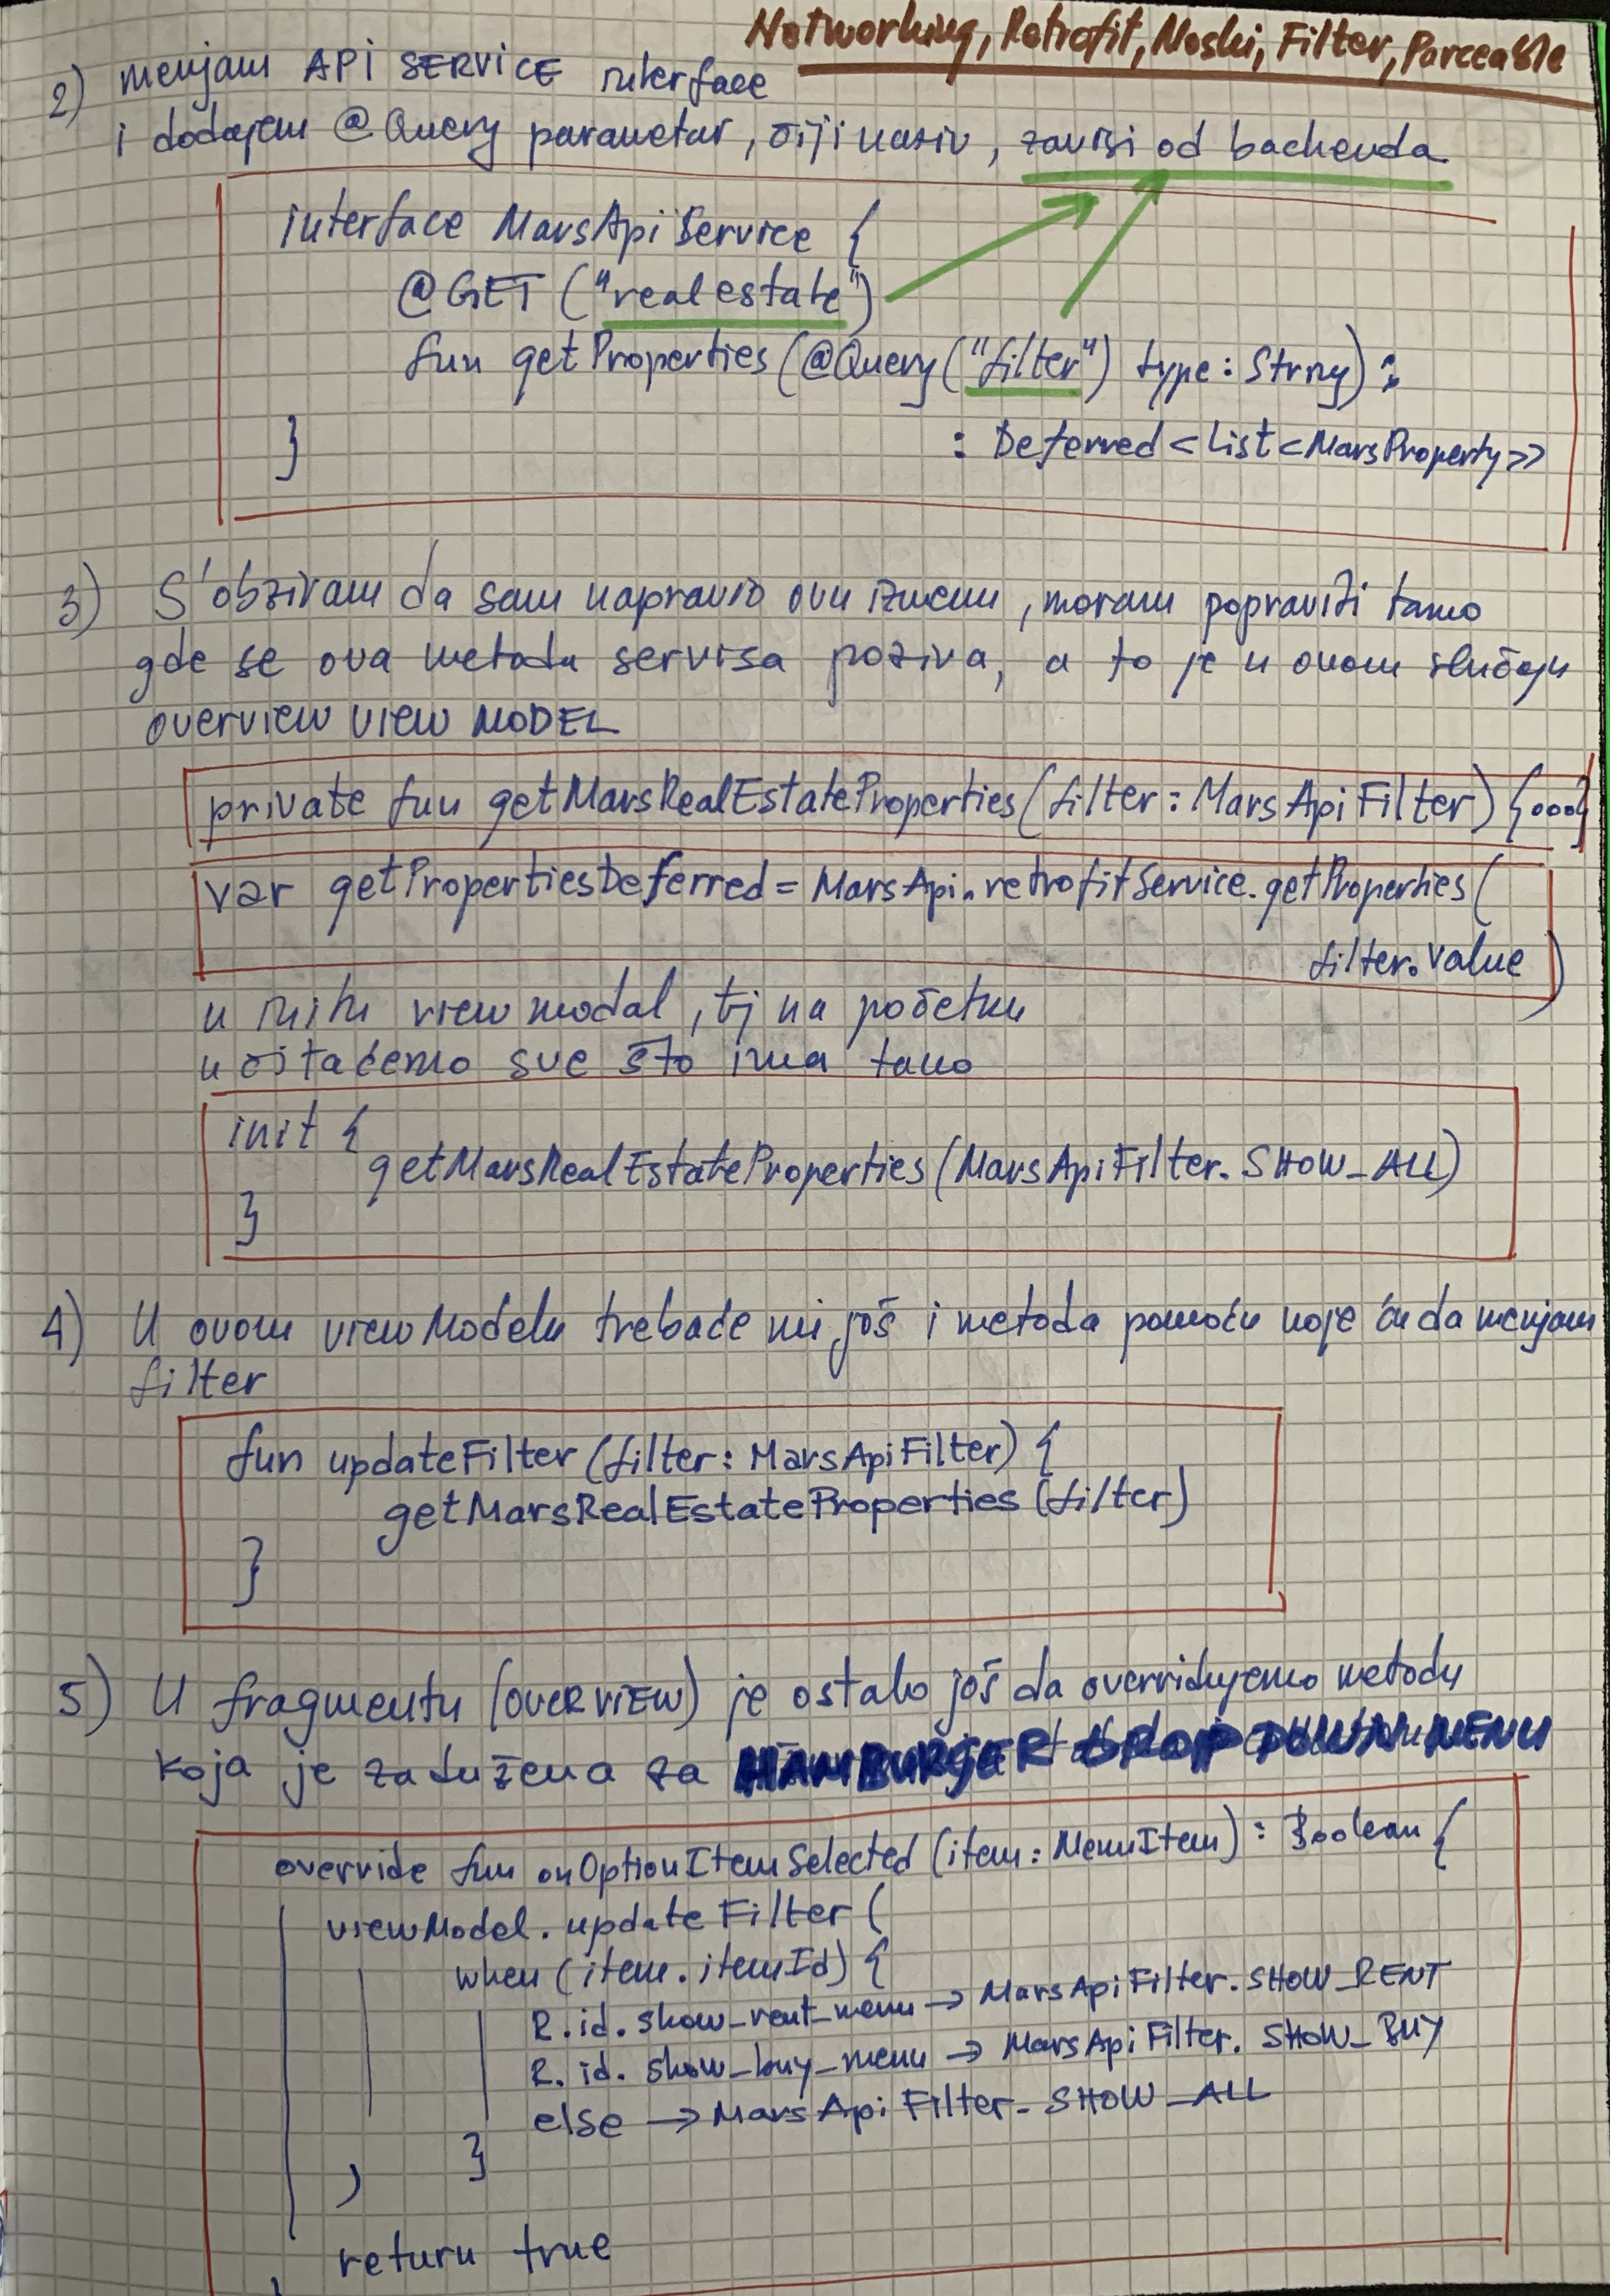 Networking, Retrofit, Moshi, Filter, Parceable
2) menjam API SERVICE interface
i dodajem @Query parametar, čiji naziv, zavisi od backenda
interface MarsApiService {
@GET ("realestate")
fun getProperties (@Query("filter") type: String) :
: Deferred <List<MarsProperty>>
}
3) S'obziram da sam napravio ovu izmenu, moram popraviti tamo
gde se ova metoda servisa poziva, a to je u ovom slučaju
OVERVIEW VIEW MODEL
private fun getMarsRealEstateProperties (filter: MarsApiFilter) {...}
var getPropertiesDeferred = MarsApi.retrofitService.getProperties (
filter.value )
u initu view modal, tj na početku
učitaćemo sve što ima tamo
init {
getMarsRealEstateProperties (MarsApiFilter.SHOW_ALL)
}
4) U ovom viewModelu trebaće mi još i metoda pomoću koje ću da menjam
filter
fun updateFilter (filter: MarsApiFilter) {
getMarsRealEstateProperties (filter)
}
5) U fragmentu (OVERVIEW) je ostalo još da overridujemo metodu
koja je zadužena za HAMBURGER DROP DOWN MENU
override fun onOptionItemSelected (item: MenuItem) : Boolean {
viewModel.updateFilter (
when (item.itemId) {
R.id.show_rent_menu → MarsApiFilter.SHOW_RENT
R.id.show_buy_menu → MarsApiFilter.SHOW_BUY
else → MarsApiFilter.SHOW_ALL
}
)
return true